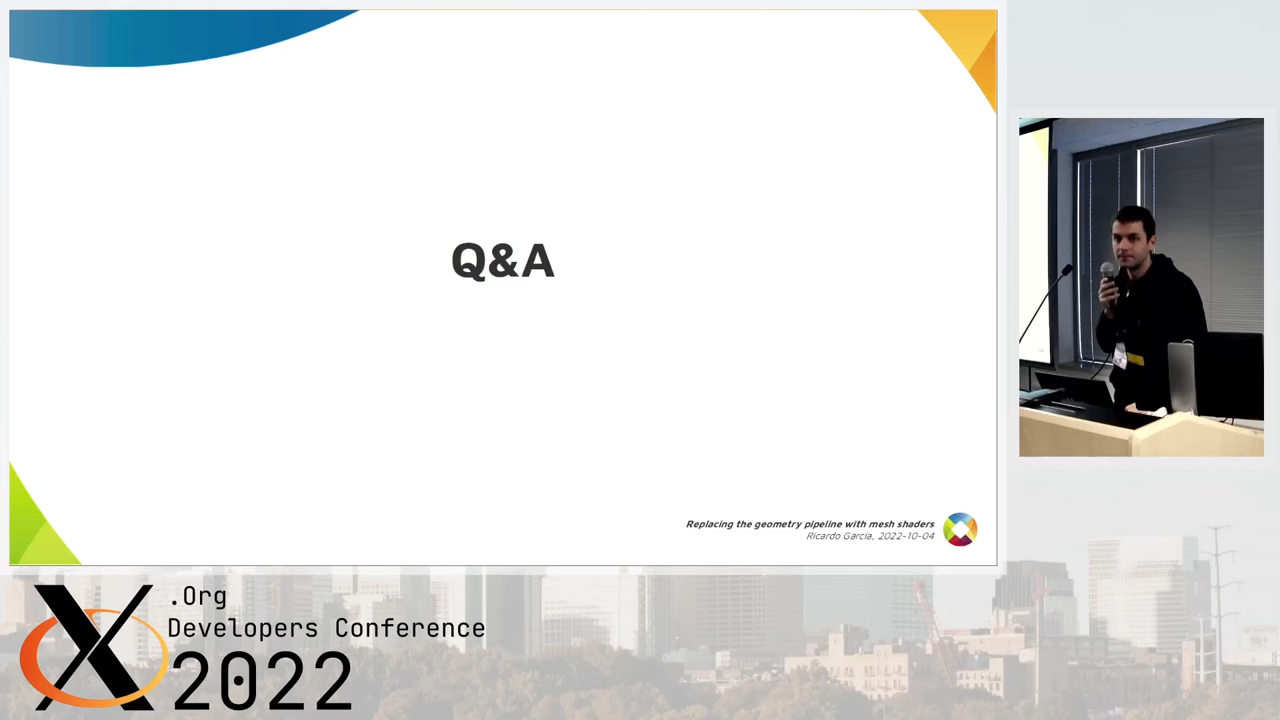 Q&A
Replacing the geometry pipeline with mesh shaders
Ricardo Garcia, 2022-10-04
X.Org
Developers Conference
2022